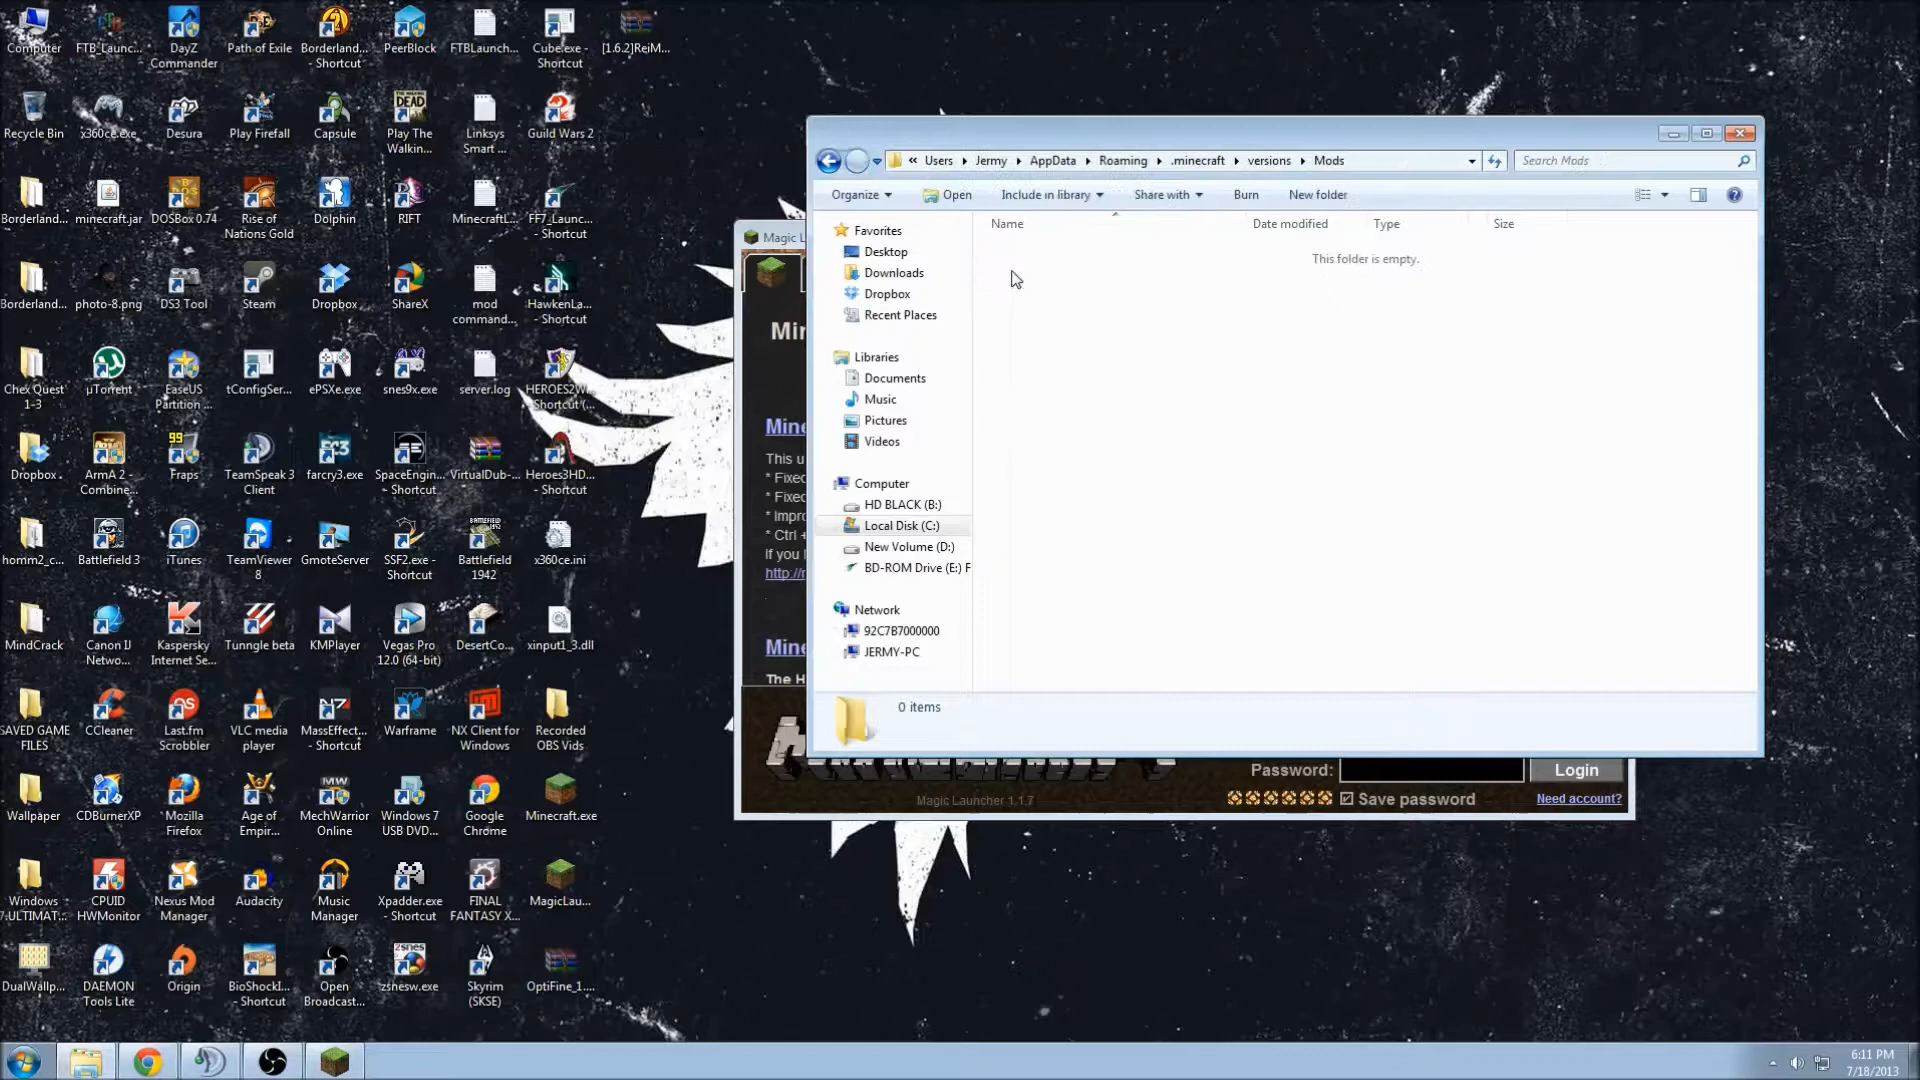 Computer
FTB_Launc...
DayZ Commander
Path of Exile
Borderland... - Shortcut
PeerBlock
FTBLaunch...
Cube.exe - Shortcut
[1.6.2]ReiM...
Recycle Bin
x360ce.exe
Desura
Play Firefall
Capsule
Play The Walkin...
Linksys Smart ...
Guild Wars 2
Borderland...
minecraft.jar
DOSBox 0.74
Rise of Nations Gold
Dolphin
RIFT
MinecraftL...
FF7_Launc... - Shortcut
Borderland...
photo-8.png
DS3 Tool
Steam
Dropbox
ShareX
mod command...
HawkenLa... - Shortcut
Chex Quest 1-3
µTorrent
EaseUS Partition ...
tConfigSer...
ePSXe.exe
snes9x.exe
server.log
HEROES2W... - Shortcut (...
Dropbox
ArmA 2 - Combine...
99
Fraps
TeamSpeak 3 Client
farcry3.exe
SpaceEngin... - Shortcut
VirtualDub-...
Heroes3HD... - Shortcut
homm2_c...
Battlefield 3
iTunes
TeamViewer 8
GmoteServer
SSF2.exe - Shortcut
Battlefield 1942
x360ce.ini
MindCrack
Canon IJ Netwo...
Kaspersky Internet Se...
Tunngle beta
KMPlayer
Vegas Pro 12.0 (64-bit)
DesertCo...
xinput1_3.dll
SAVED GAME FILES
CCleaner
Last.fm Scrobbler
VLC media player
MassEffect... - Shortcut
Warframe
NX Client for Windows
Recorded OBS Vids
Wallpaper
CDBurnerXP
Mozilla Firefox
Age of Empir...
MechWarrior Online
Windows 7 USB DVD...
Google Chrome
Minecraft.exe
Windows 7:ULTIMAT...
CPUID HWMonitor
Nexus Mod Manager
Audacity
Music Manager
Xpadder.exe - Shortcut
FINAL FANTASY X...
MagicLau...
DualWallp...
DAEMON Tools Lite
Origin
BioShockI... - Shortcut
Open Broadcast...
zsnesw.exe
Skyrim (SKSE)
OptiFine_1....
« Users Jermy AppData Roaming .minecraft versions Mods
Search Mods
Organize Open Include in library Share with Burn New folder
Name Date modified Type Size
This folder is empty.
Favorites
Desktop
Downloads
Dropbox
Recent Places
Libraries
Documents
Music
Pictures
Videos
Computer
HD BLACK (B:)
Local Disk (C:)
New Volume (D:)
BD-ROM Drive (E:) F
Network
92C7B7000000
JERMY-PC
0 items
Magic L
Min
Mine
This u
* Fixed
* Fixed
* Impro
* Ctrl +
If you
http://
Mine
The H
Magic Launcher 1.1.7
Password: Login
Save password Need account?
6:11 PM
7/18/2013